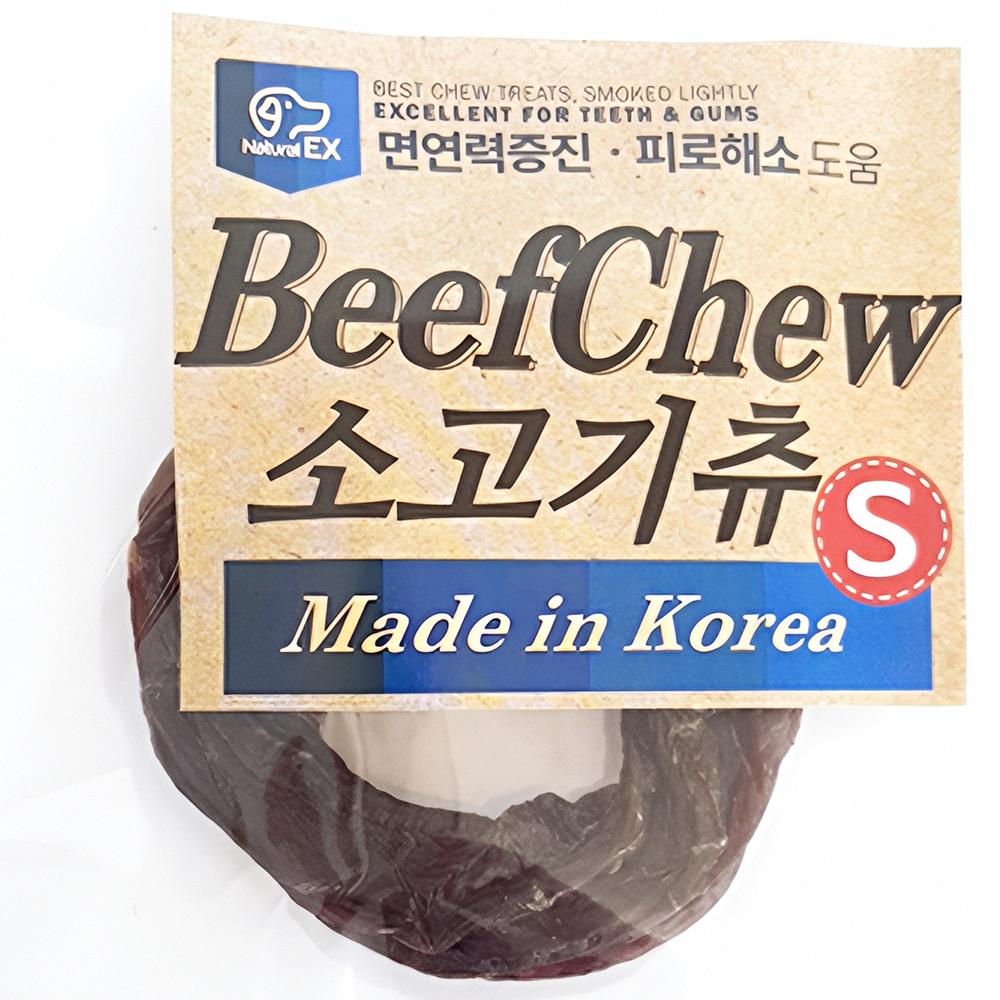 Natural EX
BEST CHEW TREATS, SMOKED LIGHTLY
EXCELLENT FOR TEETH & GUMS
면연력증진 · 피로해소 도움
BeefChew
소고기츄
S
Made in Korea